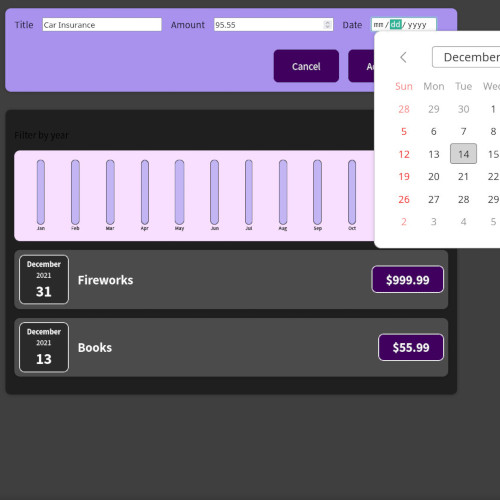 Title Car Insurance Amount 95.55 Date mm/dd/yyyy
Cancel
December
Sun Mon Tue
28 29 30 1
5 6 7 8
12 13 14 15
19 20 21 22
26 27 28 29
2 3 4 5
Filter by year
Jan Feb Mar Apr May Jun Jul Aug Sep Oct
December
2021
31
Fireworks
$999.99
December
2021
13
Books
$55.99